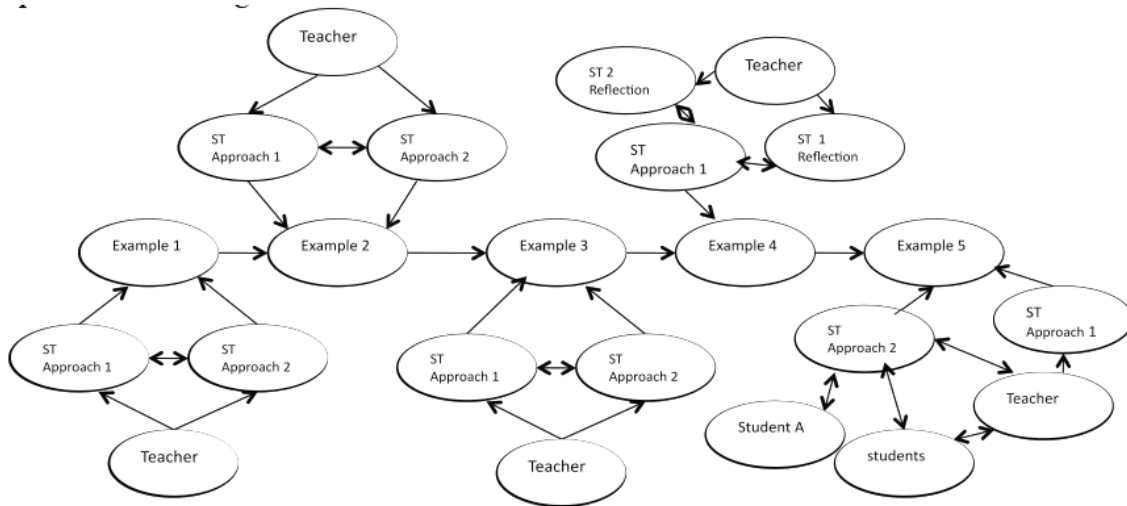 Teacher
ST 2
Reflection
Teacher
ST
Approach 1
ST
Approach 2
ST
Approach 1
ST 1
Reflection
Example 1
Example 2
Example 3
Example 4
Example 5
ST
Approach 1
ST
Approach 2
ST
Approach 1
ST
Approach 2
ST
Approach 2
ST
Approach 1
Teacher
Teacher
Student A
students
Teacher